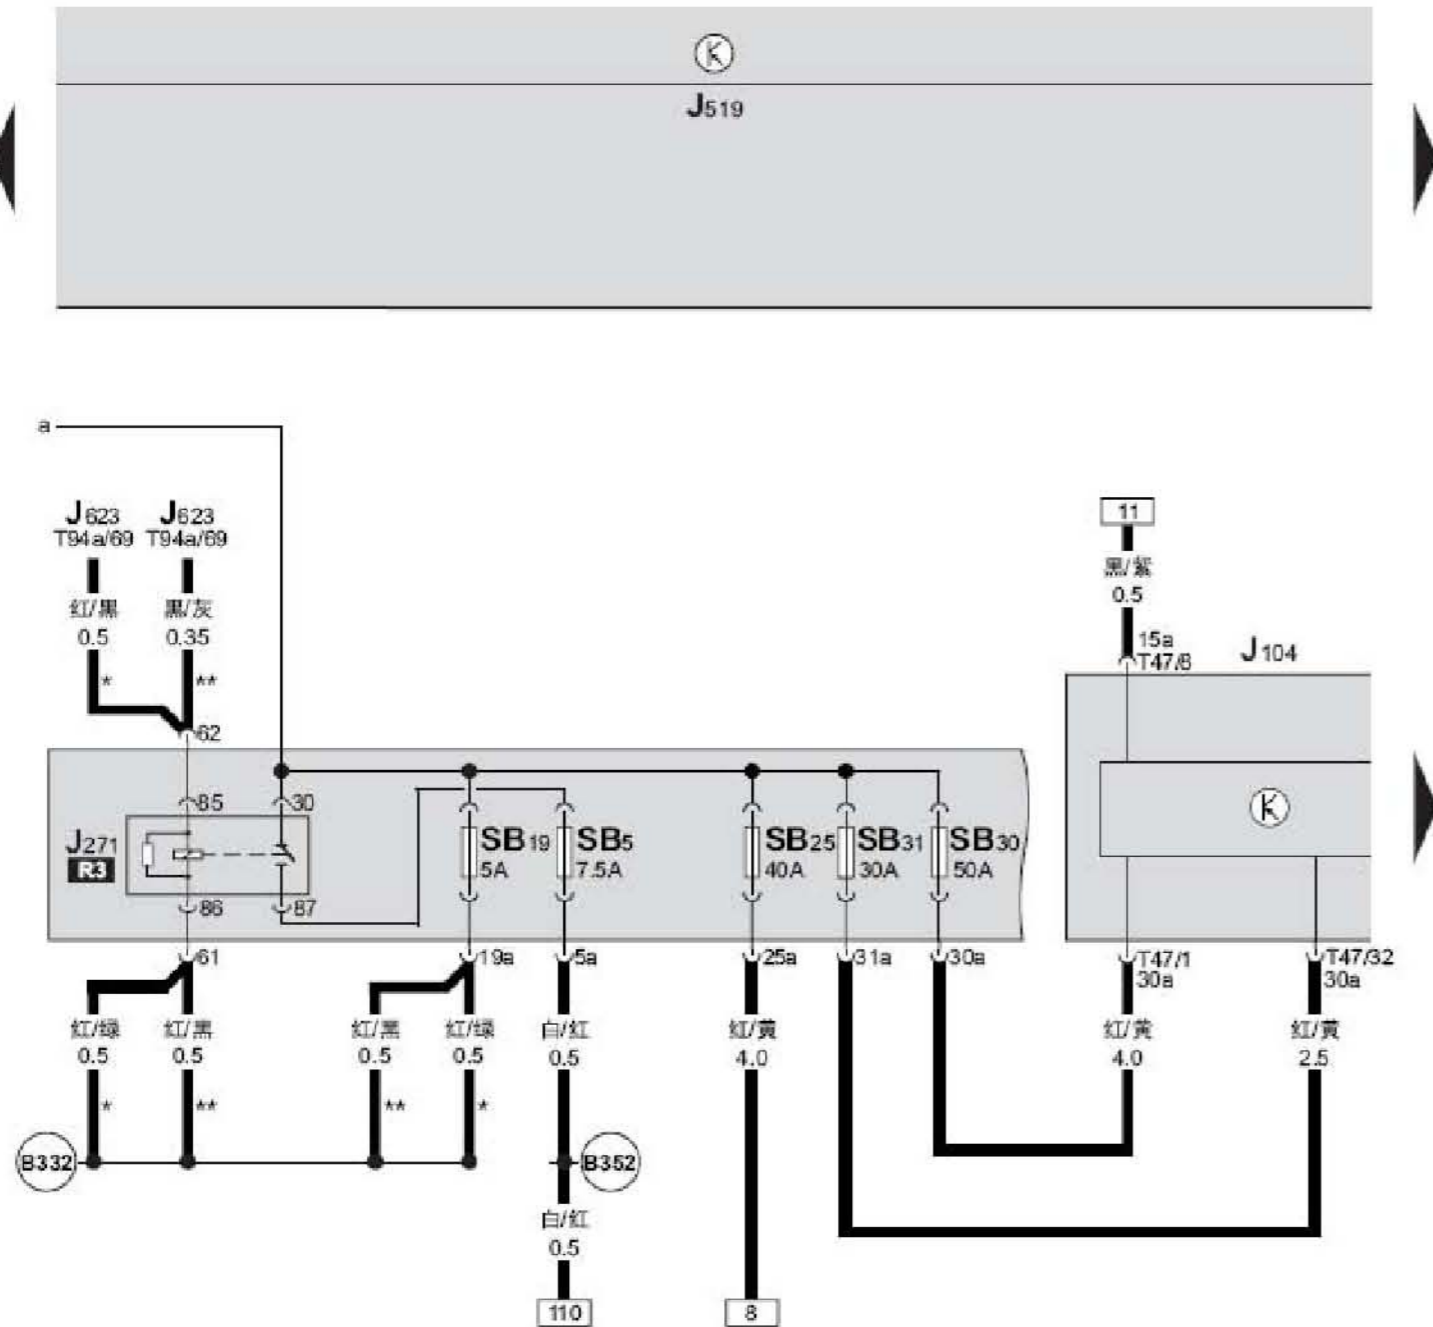 K
J519
a
J623 J623
T94a/69 T94a/69
11
红/黑 黑/灰
黑/紫
0.5 0.35
0.5
15a
T47/6
J104
* **
62
85 30
K
J271 SB19 SB5 SB25 SB31 SB30
R3 5A 7.5A 40A 30A 50A
86 87
61 19a 5a 25a 31a 30a T47/1 T47/32
30a 30a
红/绿 红/黑 红/黑 红/绿 白/红 红/黄 红/黄 红/黄
0.5 0.5 0.5 0.5 0.5 4.0 4.0 2.5
* ** ** *
B332 B352
白/红
0.5
110 8